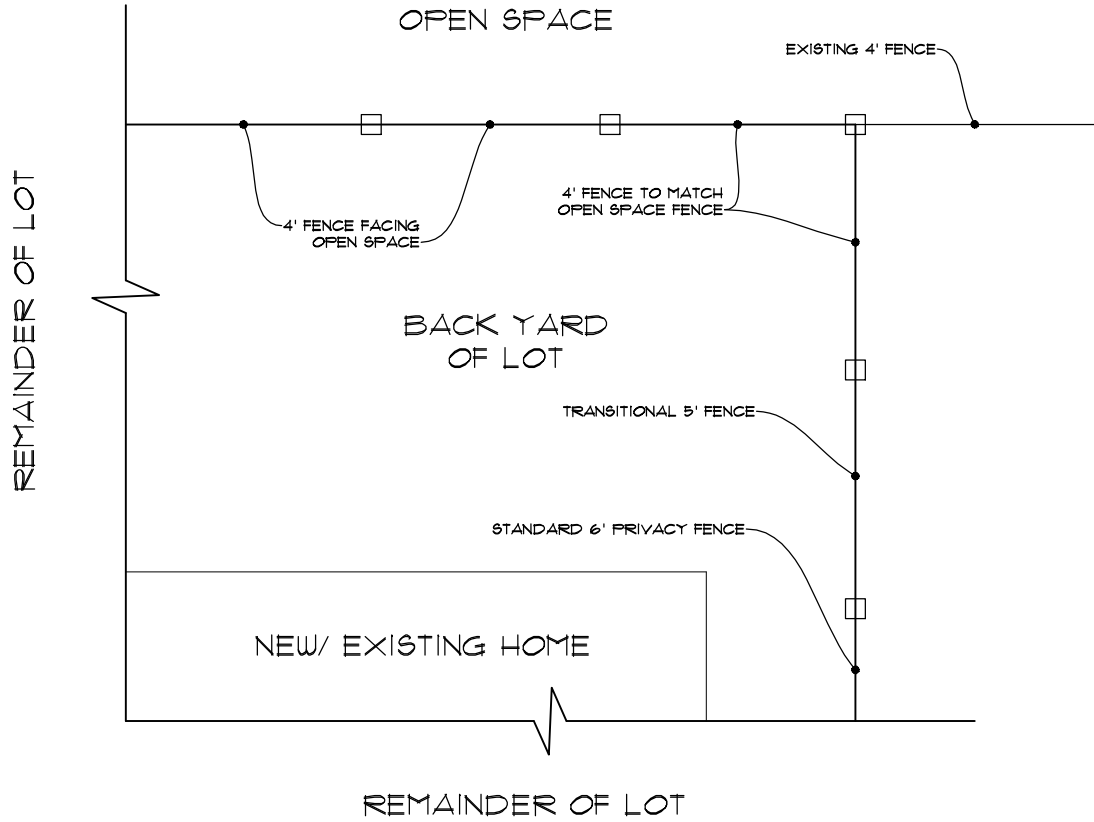 OPEN SPACE
EXISTING 4' FENCE
4' FENCE TO MATCH
OPEN SPACE FENCE
4' FENCE FACING
OPEN SPACE
REMAINDER OF LOT
BACK YARD
OF LOT
TRANSITIONAL 5' FENCE
STANDARD 6' PRIVACY FENCE
NEW/ EXISTING HOME
REMAINDER OF LOT